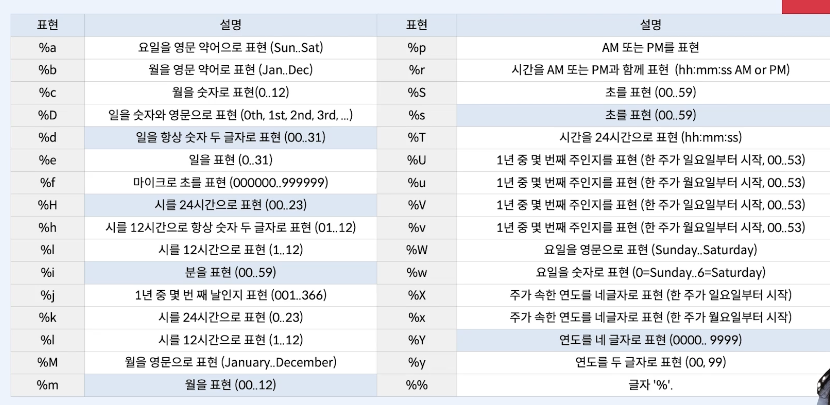 표현 설명 표현 설명
%a 요일을 영문 약어로 표현 (Sun..Sat) %p AM 또는 PM를 표현
%b 월을 영문 약어로 표현 (Jan..Dec) %r 시간을 AM 또는 PM과 함께 표현 (hh:mm:ss AM or PM)
%c 월을 숫자로 표현(0..12) %S 초를 표현 (00..59)
%D 일을 숫자와 영문으로 표현 (0th, 1st, 2nd, 3rd, ...) %s 초를 표현 (00..59)
%d 일을 항상 숫자 두 글자로 표현 (00..31) %T 시간을 24시간으로 표현 (hh:mm:ss)
%e 일을 표현 (0..31) %U 1년 중 몇 번째 주인지를 표현 (한 주가 일요일부터 시작, 00..53)
%f 마이크로 초를 표현 (000000..999999) %u 1년 중 몇 번째 주인지를 표현 (한 주가 월요일부터 시작, 00..53)
%H 시를 24시간으로 표현 (00..23) %V 1년 중 몇 번째 주인지를 표현 (한 주가 일요일부터 시작, 00..53)
%h 시를 12시간으로 항상 숫자 두 글자로 표현 (01..12) %v 1년 중 몇 번째 주인지를 표현 (한 주가 월요일부터 시작, 00..53)
%I 시를 12시간으로 표현 (1..12) %W 요일을 영문으로 표현 (Sunday..Saturday)
%i 분을 표현 (00..59) %w 요일을 숫자로 표현 (0=Sunday..6=Saturday)
%j 1년 중 몇 번 째 날인지 표현 (001..366) %X 주가 속한 연도를 네글자로 표현 (한 주가 일요일부터 시작)
%k 시를 24시간으로 표현 (0..23) %x 주가 속한 연도를 네글자로 표현 (한 주가 월요일부터 시작)
%l 시를 12시간으로 표현 (1..12) %Y 연도를 네 글자로 표현 (0000.. 9999)
%M 월을 영문으로 표현 (January..December) %y 연도를 두 글자로 표현 (00, 99)
%m 월을 표현 (00..12) %% 글자 '%'.